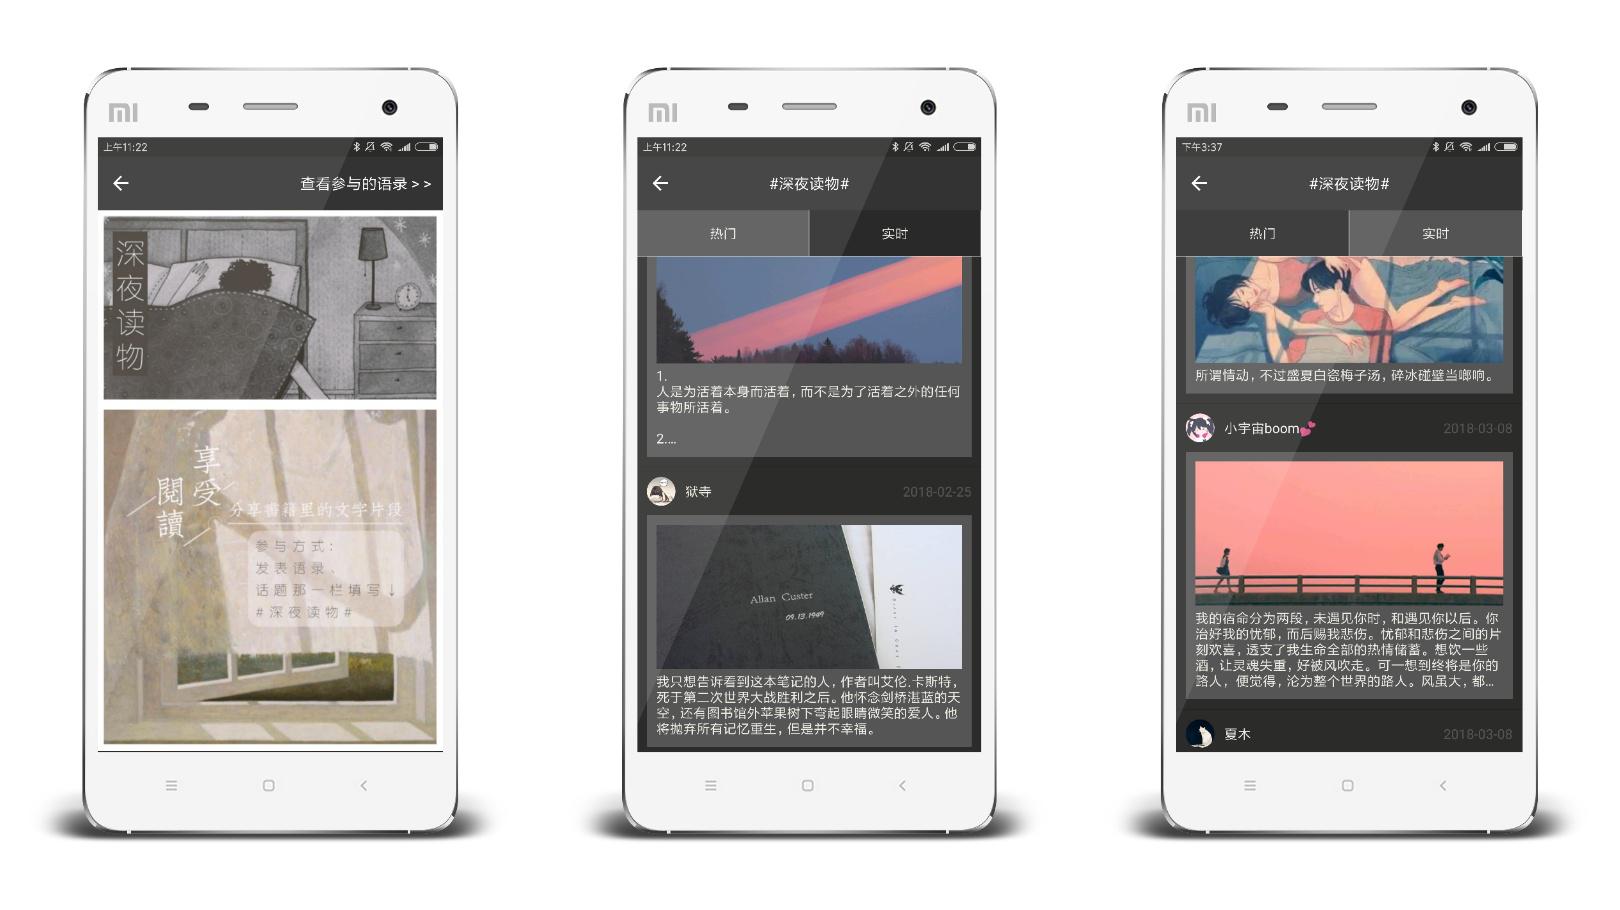 上午11:22
查看参与的语录 > >
深夜读物
享受
閱讀
分享書籍里的文字片段
参与方式:
发表语录、
话题那一栏填写↓
#深夜读物#
上午11:22
#深夜读物#
热门
实时
1.
人是为活着本身而活着，而不是为了活着之外的任何
事物所活着。
2.…
狱寺
2018-02-25
Allan Custer
09.13.1949
我只想告诉看到这本笔记的人，作者叫艾伦.卡斯特，
死于第二次世界大战胜利之后。他怀念剑桥湛蓝的天
空，还有图书馆外苹果树下弯起眼睛微笑的爱人。他
将抛弃所有记忆重生，但是并不幸福。
下午3:37
#深夜读物#
热门
实时
所谓情动，不过盛夏白瓷梅子汤，碎冰碰壁当啷响。
小宇宙boom💕
2018-03-08
我的宿命分为两段，未遇见你时，和遇见你以后。你
治好我的忧郁，而后赐我悲伤。忧郁和悲伤之间的片
刻欢喜，透支了我生命全部的热情储蓄。想饮一些
酒，让灵魂失重，好被风吹走。可一想到终将是你的
路人，便觉得，沦为整个世界的路人。风虽大，都…
夏木
2018-03-08